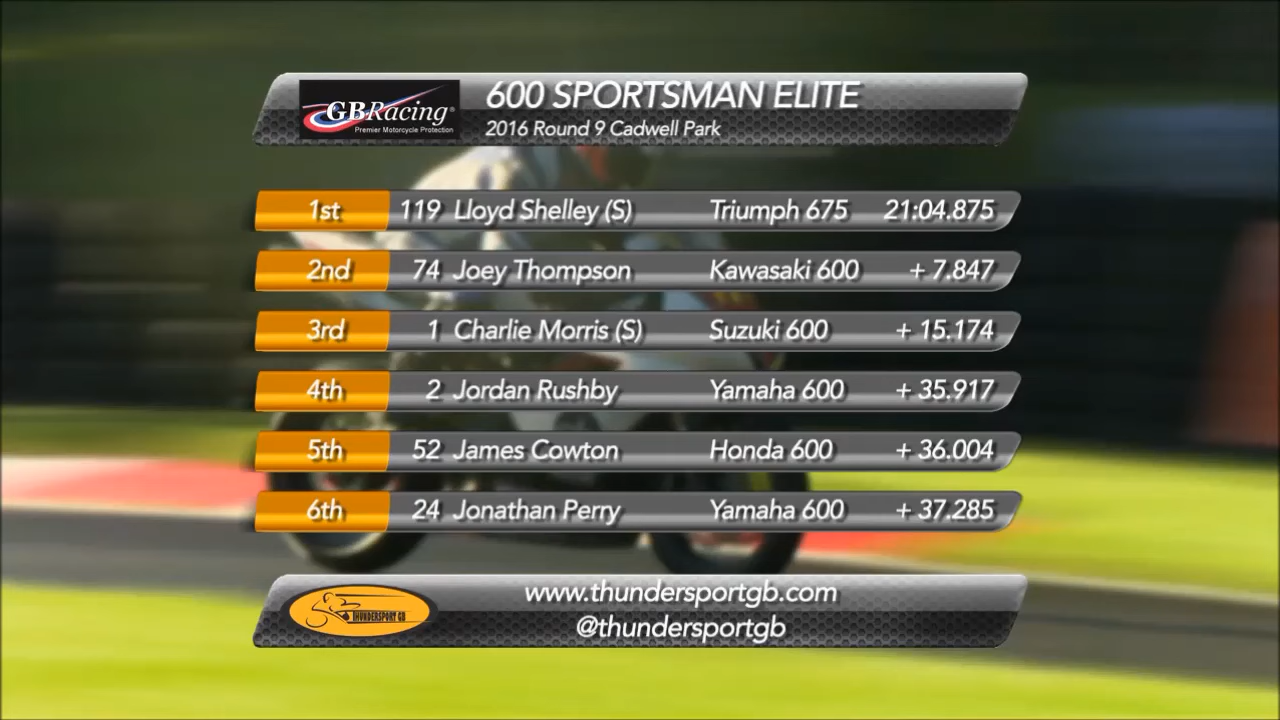 GBRacing®
Premier Motorcycle Protection
600 SPORTSMAN ELITE
2016 Round 9 Cadwell Park
1st 119 Lloyd Shelley (S) Triumph 675 21:04.875
2nd 74 Joey Thompson Kawasaki 600 + 7.847
3rd 1 Charlie Morris (S) Suzuki 600 + 15.174
4th 2 Jordan Rushby Yamaha 600 + 35.917
5th 52 James Cowton Honda 600 + 36.004
6th 24 Jonathan Perry Yamaha 600 + 37.285
THUNDERSPORT GB
www.thundersportgb.com
@thundersportgb